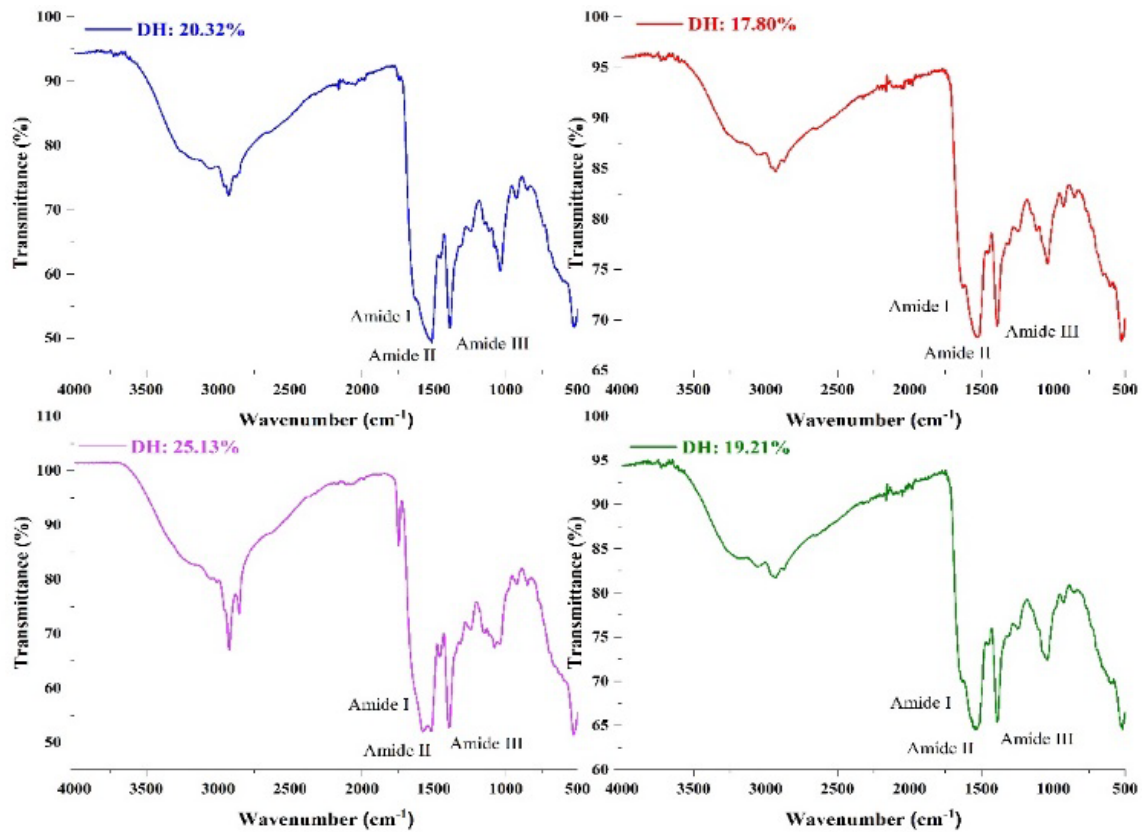 DH: 20.32%
100
90
80
70
60
50
Transmittance (%)
Amide I
Amide II
Amide III
4000 3500 3000 2500 2000 1500 1000 500
Wavenumber (cm-1)
DH: 17.80%
100
95
90
85
80
75
70
65
Transmittance (%)
Amide I
Amide II
Amide III
4000 3500 3000 2500 2000 1500 1000 500
Wavenumber (cm-1)
DH: 25.13%
110
100
90
80
70
60
50
Transmittance (%)
Amide I
Amide II
Amide III
4000 3500 3000 2500 2000 1500 1000 500
Wavenumber (cm-1)
DH: 19.21%
100
95
90
85
80
75
70
65
60
Transmittance (%)
Amide I
Amide II
Amide III
4000 3500 3000 2500 2000 1500 1000 500
Wavenumber (cm-1)